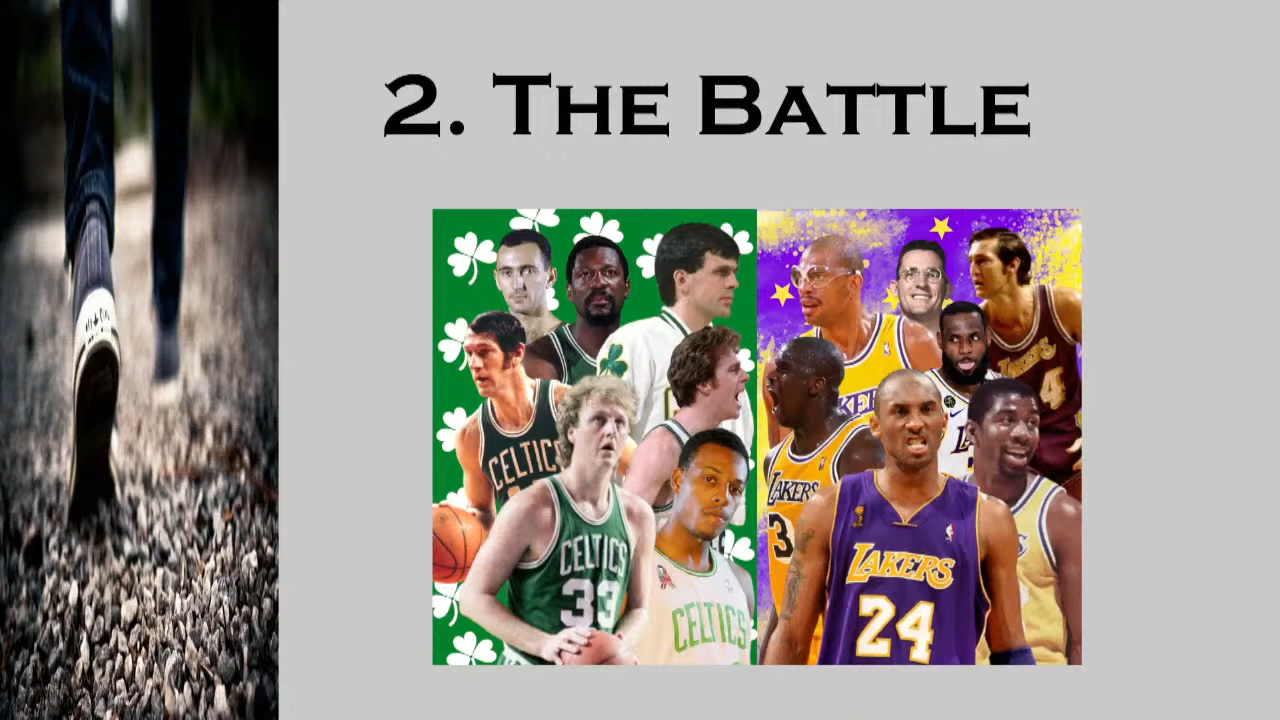 2. THE BATTLE
CELTICS
CELTICS
33
CELTICS
LAKERS
4
LAKERS
3
LAKERS
24